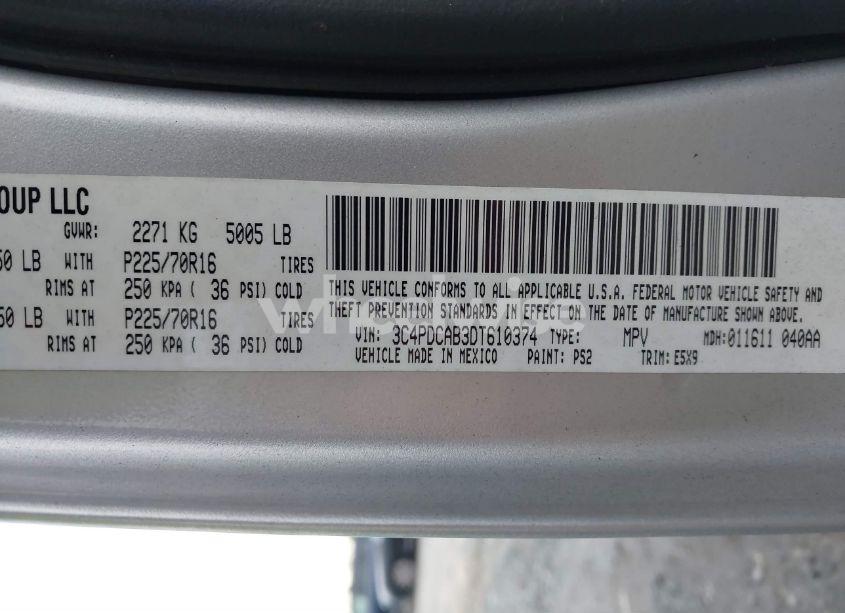 OUP LLC
GVWR: 2271 KG 5005 LB
50 LB WITH P225/70R16 TIRES
RIMS AT 250 KPA ( 36 PSI) COLD
50 LB WITH P225/70R16 TIRES
RIMS AT 250 KPA ( 36 PSI) COLD
THIS VEHICLE CONFORMS TO ALL APPLICABLE U.S.A. FEDERAL MOTOR VEHICLE SAFETY AND
THEFT PREVENTION STANDARDS IN EFFECT ON THE DATE OF MANUFACTURE SHOWN ABOVE.
VIN: 3C4PDCAB3DT610374 TYPE: MPV MDH:011611 040AA
VEHICLE MADE IN MEXICO PAINT: PS2 TRIM: E5X9